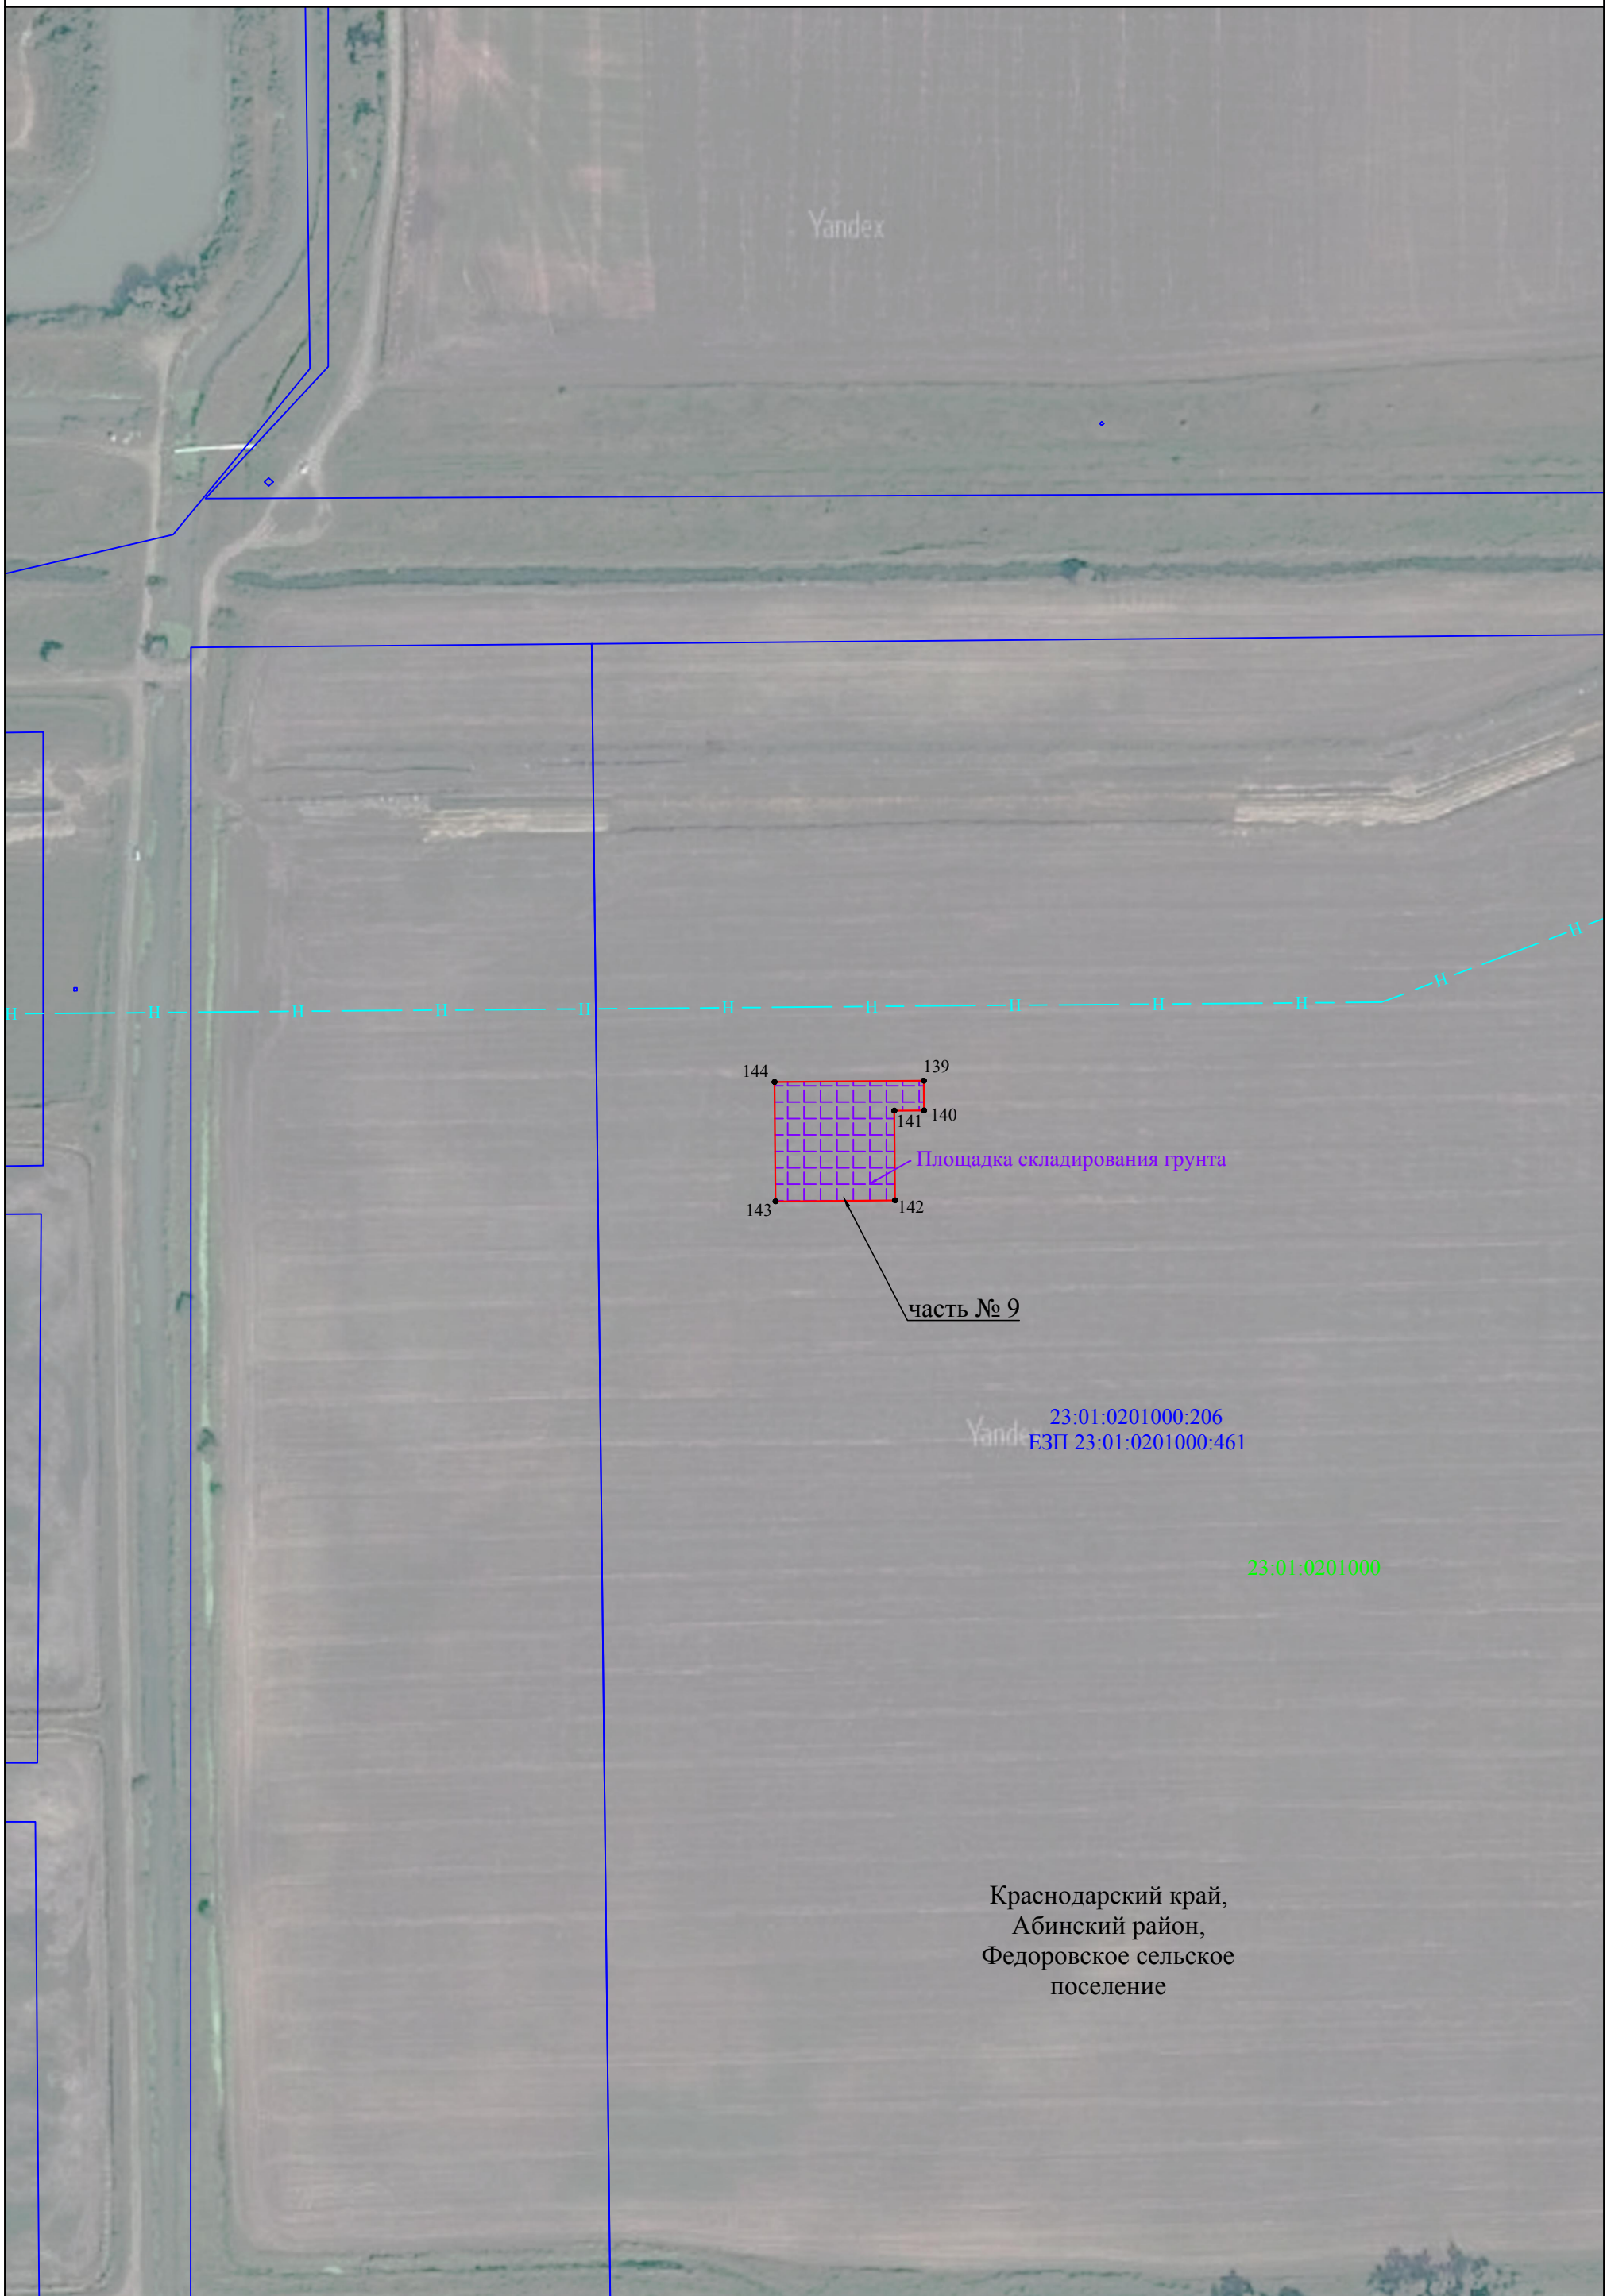 Yandex
Н Н Н Н Н Н Н Н Н Н Н Н
144
139
141
140
Площадка складирования грунта
143
142
часть № 9
23:01:0201000:206
Yande
ЕЗП 23:01:0201000:461
23:01:0201000
Краснодарский край,
Абинский район,
Федоровское сельское
поселение